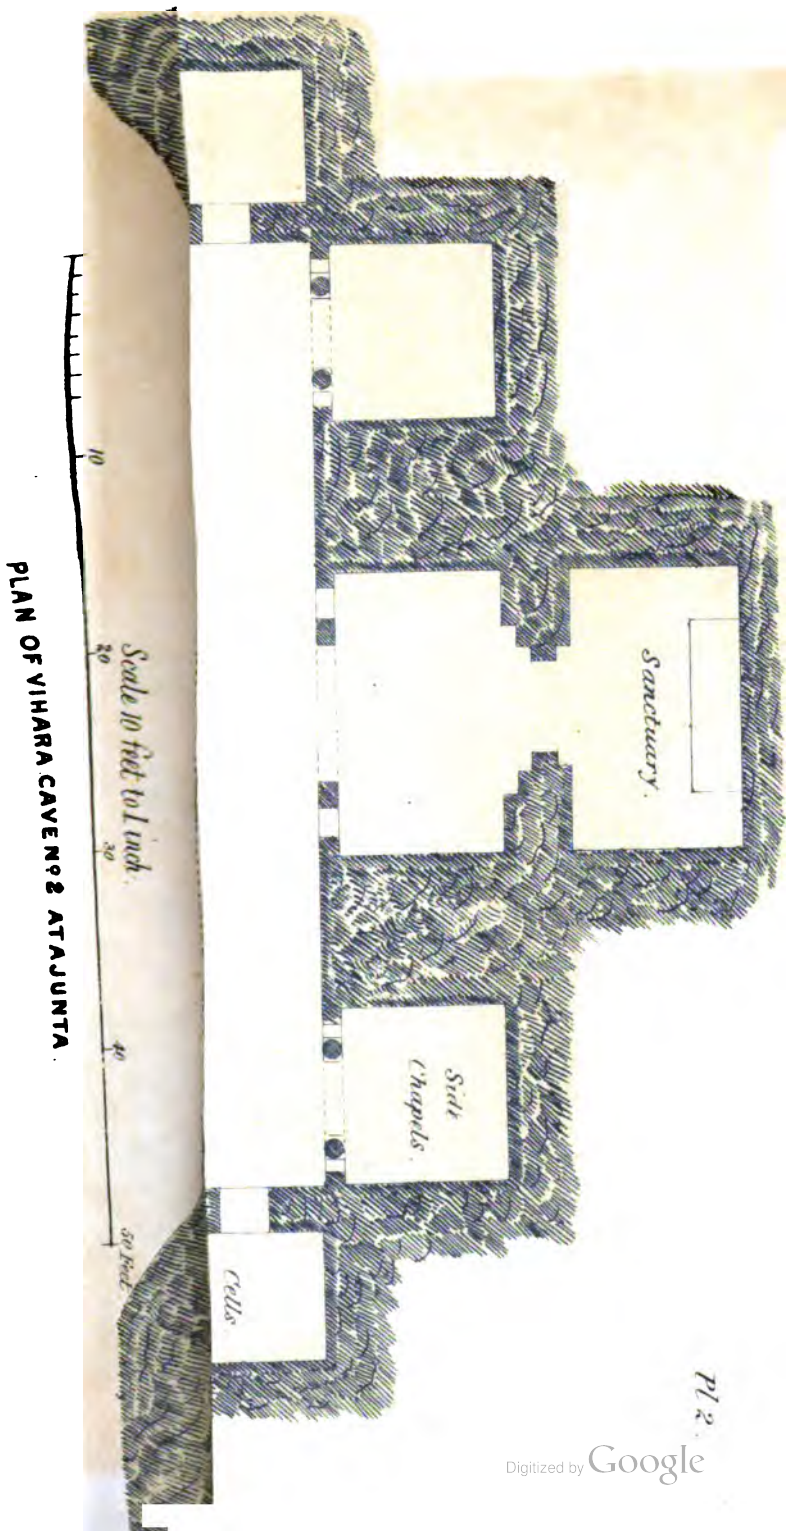 Pl 2.
Sanctuary.
Side
Chapels.
Cells
10
20
30
40
50 Feet
Scale 10 feet to 1 inch.
PLAN OF VIHARA CAVE Nº 2 AT AJUNTA.
Digitized by Google